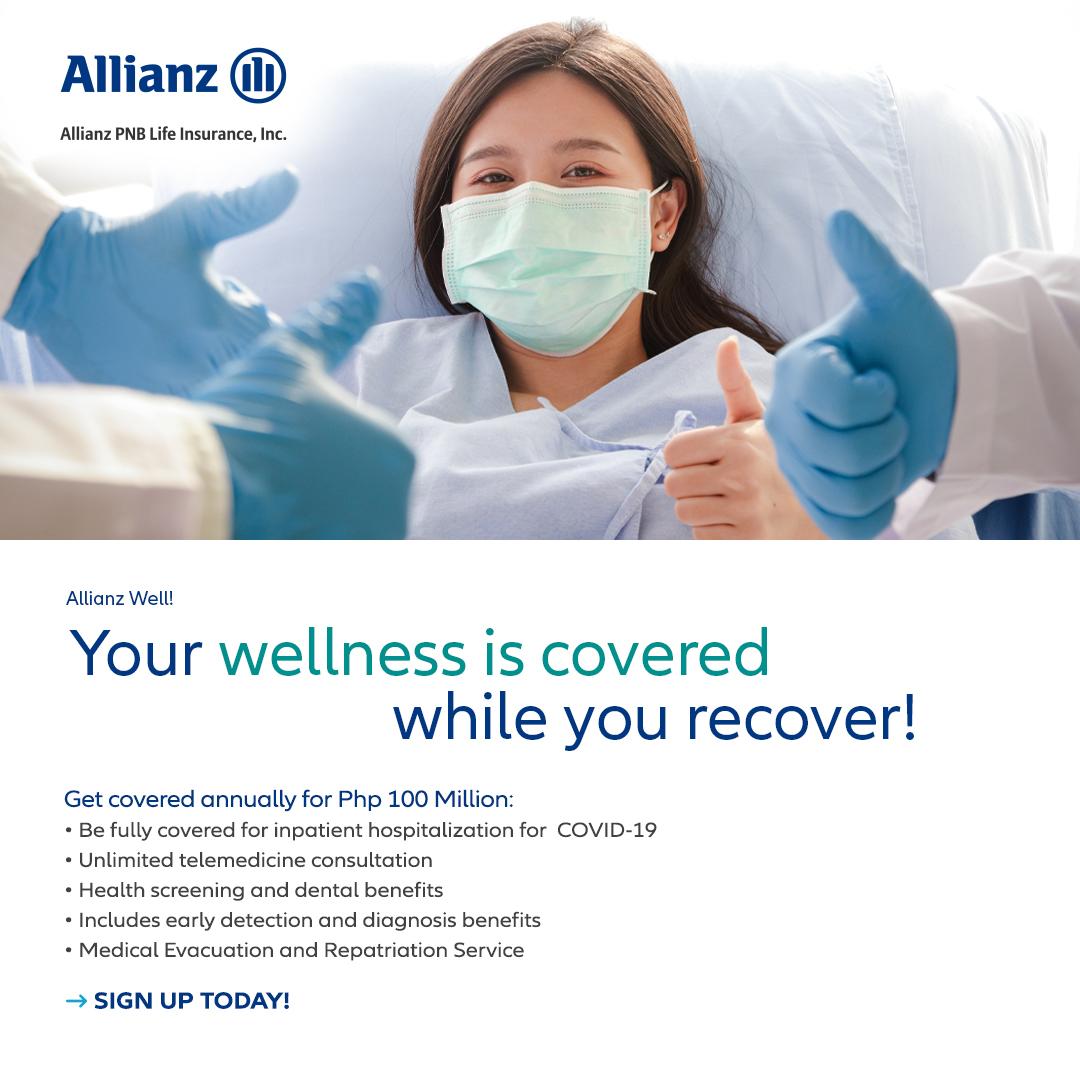 Allianz
Allianz PNB Life Insurance, Inc.
Allianz Well!
Your wellness is covered
while you recover!
Get covered annually for Php 100 Million:
• Be fully covered for inpatient hospitalization for COVID-19
• Unlimited telemedicine consultation
• Health screening and dental benefits
• Includes early detection and diagnosis benefits
• Medical Evacuation and Repatriation Service
→ SIGN UP TODAY!